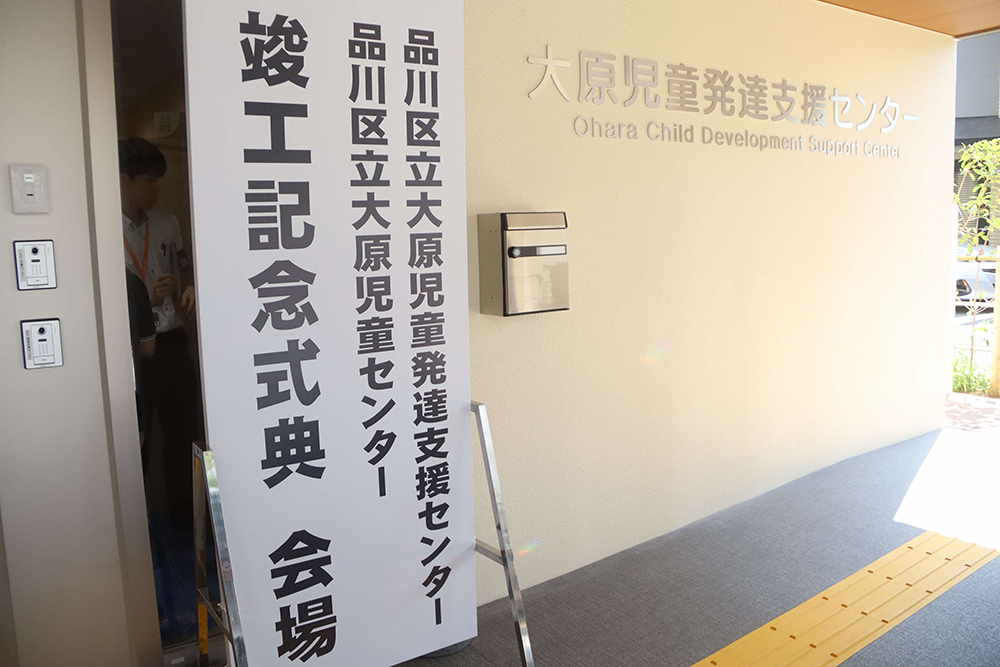 品川区立大原児童発達支援センター
品川区立大原児童センター
竣工記念式典 会場
大原児童発達支援センター
Ohara Child Development Support Center